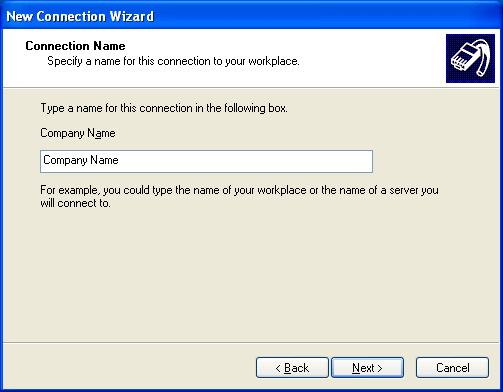 New Connection Wizard
Connection Name
Specify a name for this connection to your workplace.
Type a name for this connection in the following box.
Company Name
Company Name
For example, you could type the name of your workplace or the name of a server you
will connect to.
< Back
Next >
Cancel